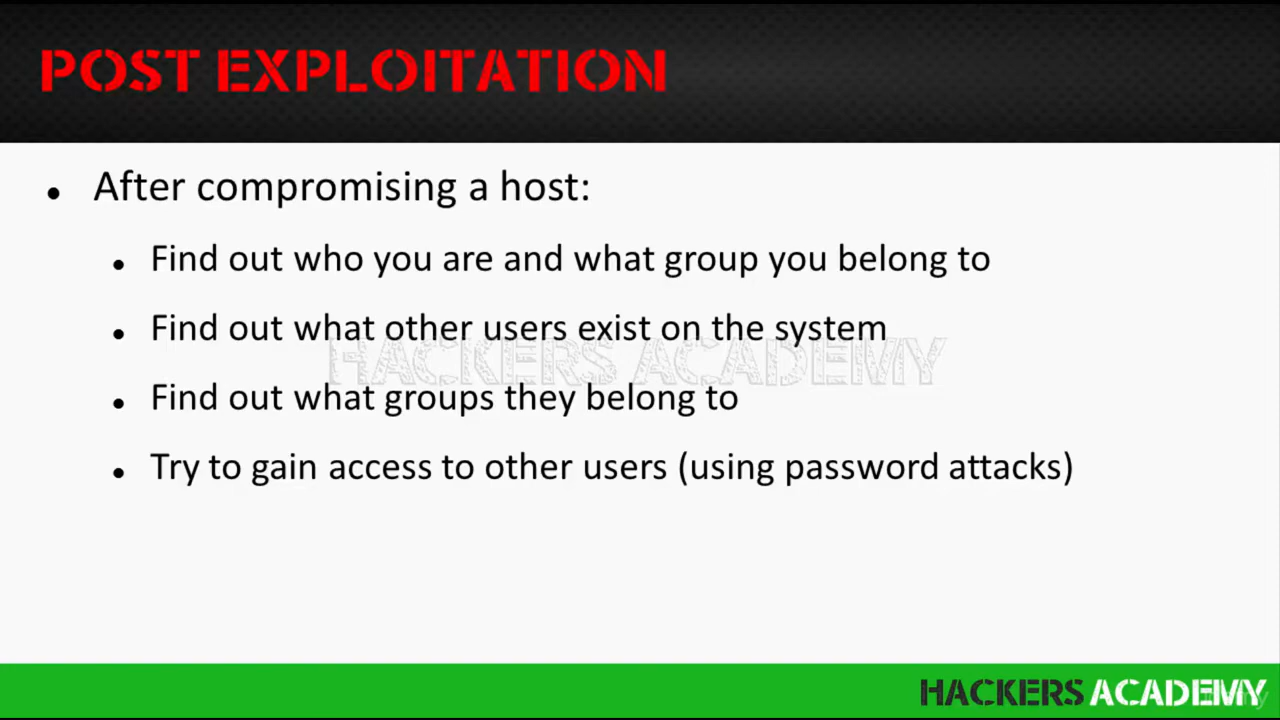 POST EXPLOITATION
After compromising a host:
Find out who you are and what group you belong to
Find out what other users exist on the system
HACKERS ACADEMY
Find out what groups they belong to
Try to gain access to other users (using password attacks)
HACKERS ACADEMY